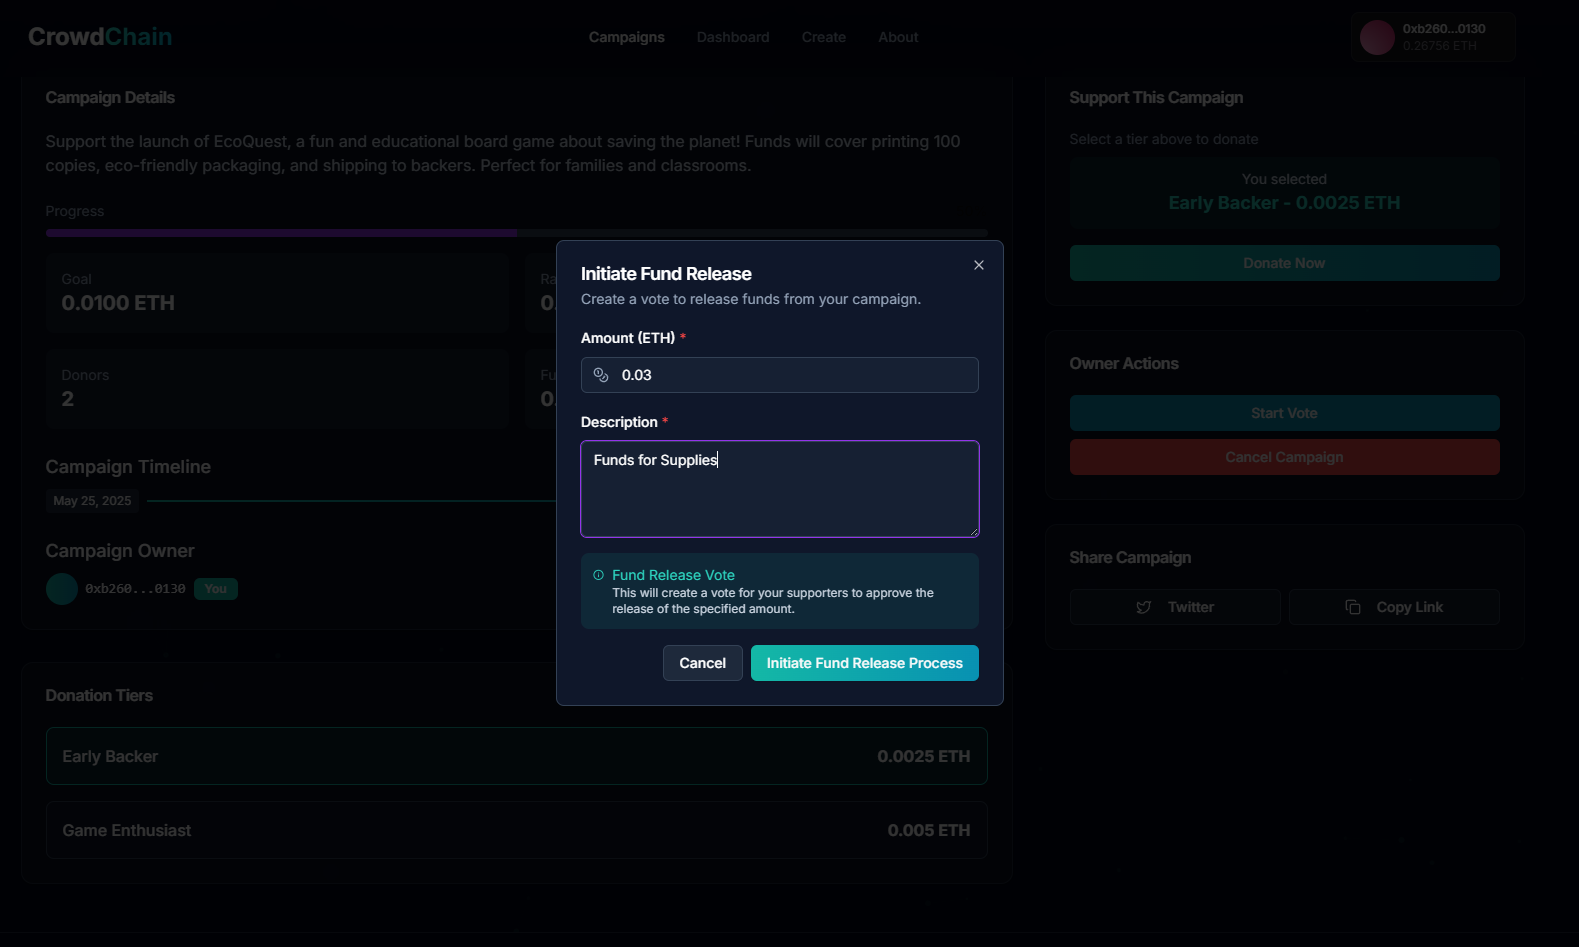 CrowdChain
Campaigns
Dashboard
Create
About
0xb260...0130
0.26756 ETH
Campaign Details
Support the launch of EcoQuest, a fun and educational board game about saving the planet! Funds will cover printing 100
copies, eco-friendly packaging, and shipping to backers. Perfect for families and classrooms.
Progress
Goal
0.0100 ETH
Ra
0.
Donors
2
Fu
0.
Campaign Timeline
May 25, 2025
Campaign Owner
0xb260...0130
You
Donation Tiers
Early Backer
0.0025 ETH
Game Enthusiast
0.005 ETH
Initiate Fund Release
Create a vote to release funds from your campaign.
Amount (ETH) *
0.03
Description *
Funds for Supplies
Fund Release Vote
This will create a vote for your supporters to approve the
release of the specified amount.
Cancel
Initiate Fund Release Process
Support This Campaign
Select a tier above to donate
You selected
Early Backer - 0.0025 ETH
Donate Now
Owner Actions
Start Vote
Cancel Campaign
Share Campaign
Twitter
Copy Link